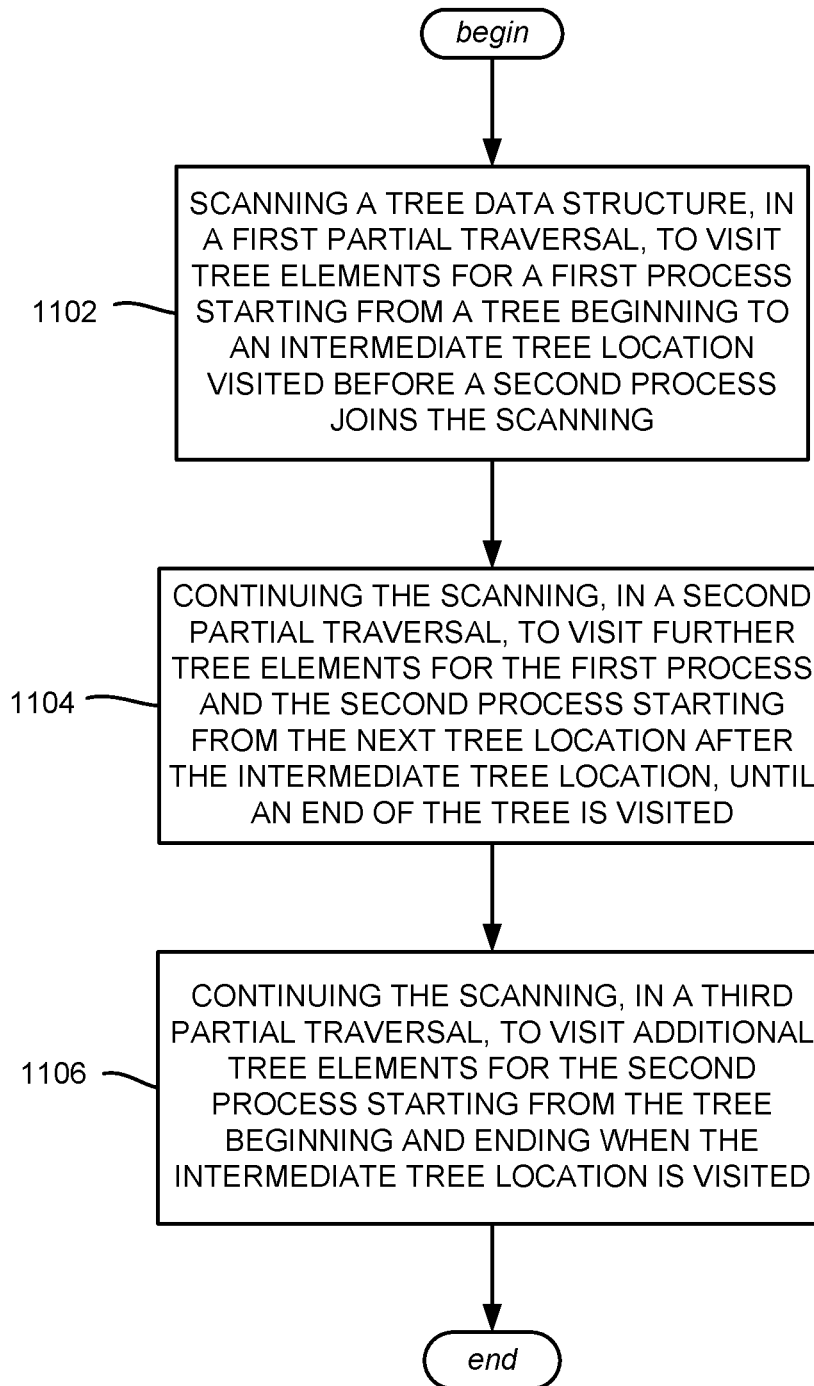 begin
SCANNING A TREE DATA STRUCTURE, IN
A FIRST PARTIAL TRAVERSAL, TO VISIT
TREE ELEMENTS FOR A FIRST PROCESS
STARTING FROM A TREE BEGINNING TO
AN INTERMEDIATE TREE LOCATION
VISITED BEFORE A SECOND PROCESS
JOINS THE SCANNING
1102
CONTINUING THE SCANNING, IN A SECOND
PARTIAL TRAVERSAL, TO VISIT FURTHER
TREE ELEMENTS FOR THE FIRST PROCESS
AND THE SECOND PROCESS STARTING
FROM THE NEXT TREE LOCATION AFTER
THE INTERMEDIATE TREE LOCATION, UNTIL
AN END OF THE TREE IS VISITED
1104
CONTINUING THE SCANNING, IN A THIRD
PARTIAL TRAVERSAL, TO VISIT ADDITIONAL
TREE ELEMENTS FOR THE SECOND
PROCESS STARTING FROM THE TREE
BEGINNING AND ENDING WHEN THE
INTERMEDIATE TREE LOCATION IS VISITED
1106
end